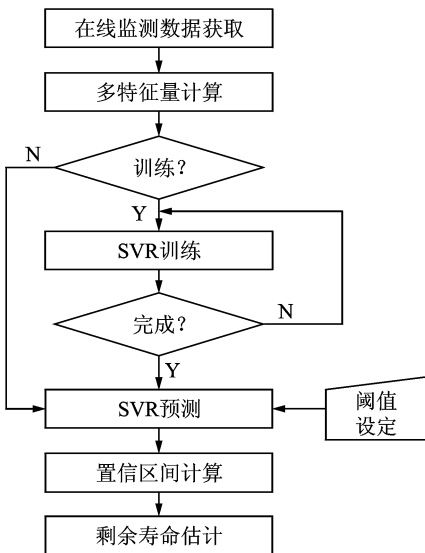 在线监测数据获取
多特征量计算
N
训练?
Y
SVR训练
完成?
N
Y
SVR预测
阈值
设定
置信区间计算
剩余寿命估计